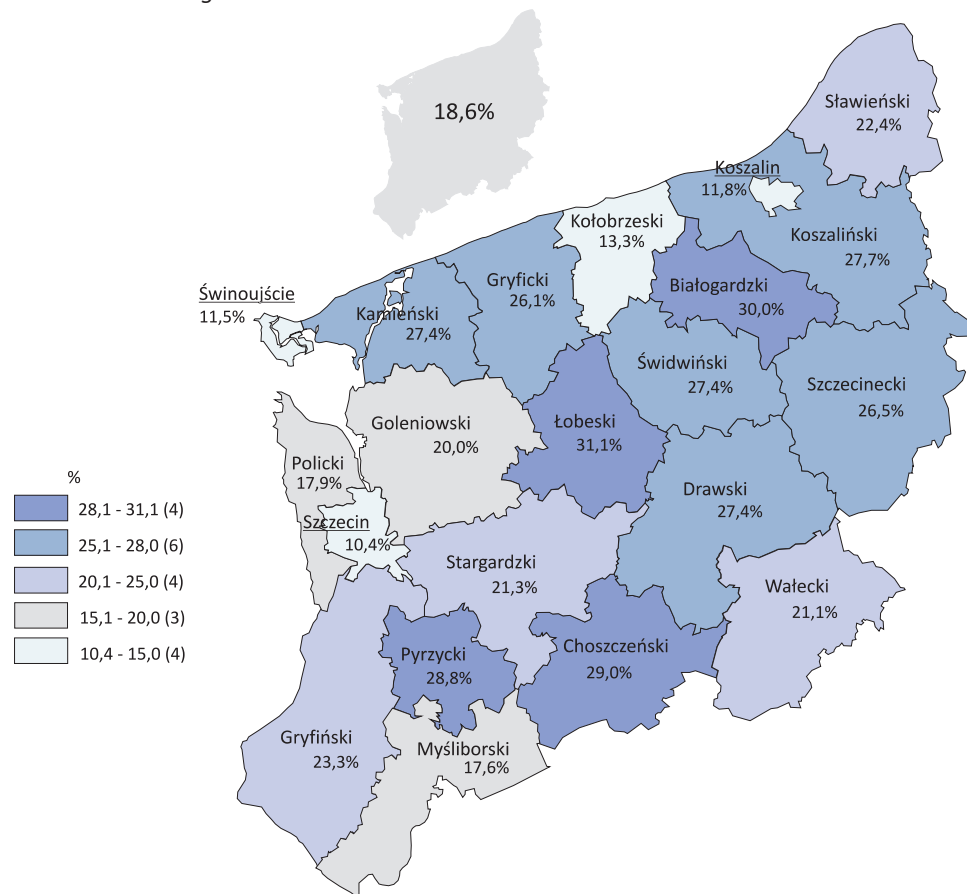 18,6%
Sławieński
22,4%
Koszalin
11,8%
Kołobrzeski
13,3%
Koszaliński
27,7%
Gryficki
26,1%
Białogardzki
30,0%
Świnoujście
11,5%
Kamieński
27,4%
Świdwiński
27,4%
Szczecinecki
26,5%
Goleniowski
20,0%
Łobeski
31,1%
Policki
17,9%
Drawski
27,4%
Szczecin
10,4%
Stargardzki
21,3%
Wałecki
21,1%
Choszczeński
29,0%
Pyrzycki
28,8%
Gryfiński
23,3%
Myśliborski
17,6%
%
28,1 - 31,1 (4)
25,1 - 28,0 (6)
20,1 - 25,0 (4)
15,1 - 20,0 (3)
10,4 - 15,0 (4)